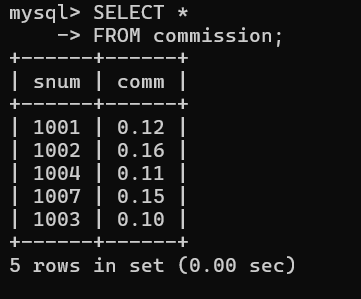 mysql> SELECT *
    -> FROM commission;
+------+------+
| snum | comm |
+------+------+
| 1001 | 0.12 |
| 1002 | 0.16 |
| 1004 | 0.11 |
| 1007 | 0.15 |
| 1003 | 0.10 |
+------+------+
5 rows in set (0.00 sec)